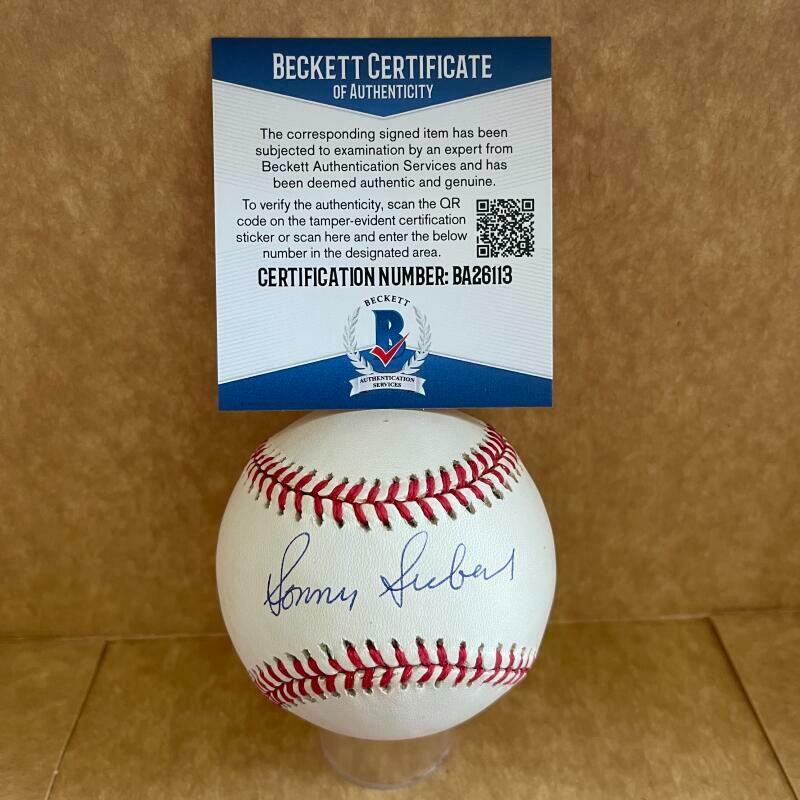 BECKETT CERTIFICATE
OF AUTHENTICITY
The corresponding signed item has been
subjected to examination by an expert from
Beckett Authentication Services and has
been deemed authentic and genuine.
To verify the authenticity, scan the QR
code on the tamper-evident certification
sticker or scan here and enter the below
number in the designated area.
CERTIFICATION NUMBER: BA26113
BECKETT
B
AUTHENTICATION
SERVICES
Sonny Siebert